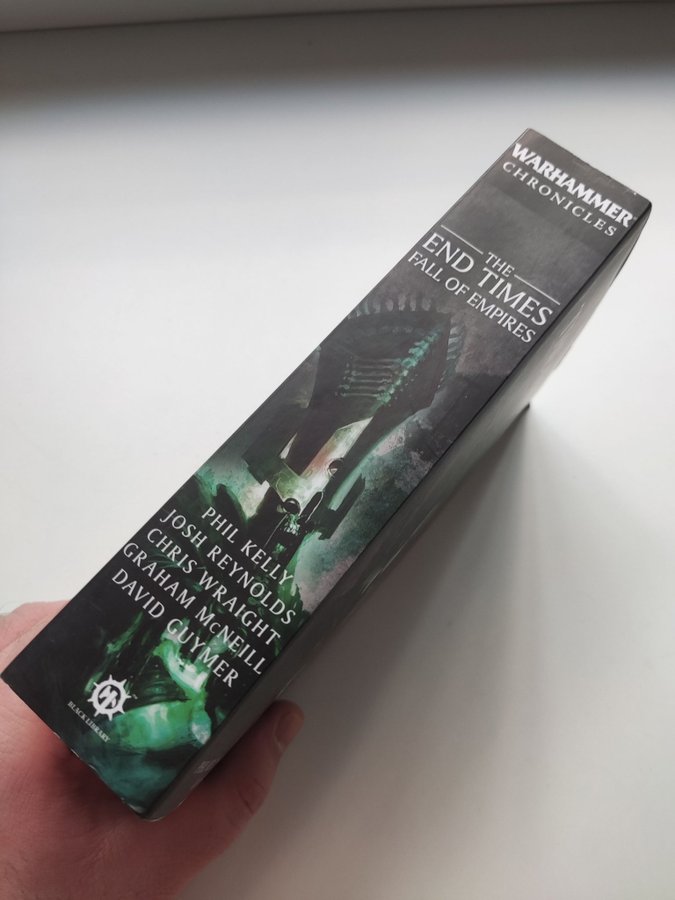 WARHAMMER
CHRONICLES
THE
END TIMES
FALL OF EMPIRES
PHIL KELLY
JOSH REYNOLDS
CHRIS WRAIGHT
GRAHAM McNEILL
DAVID GUYMER
BLACK LIBRARY